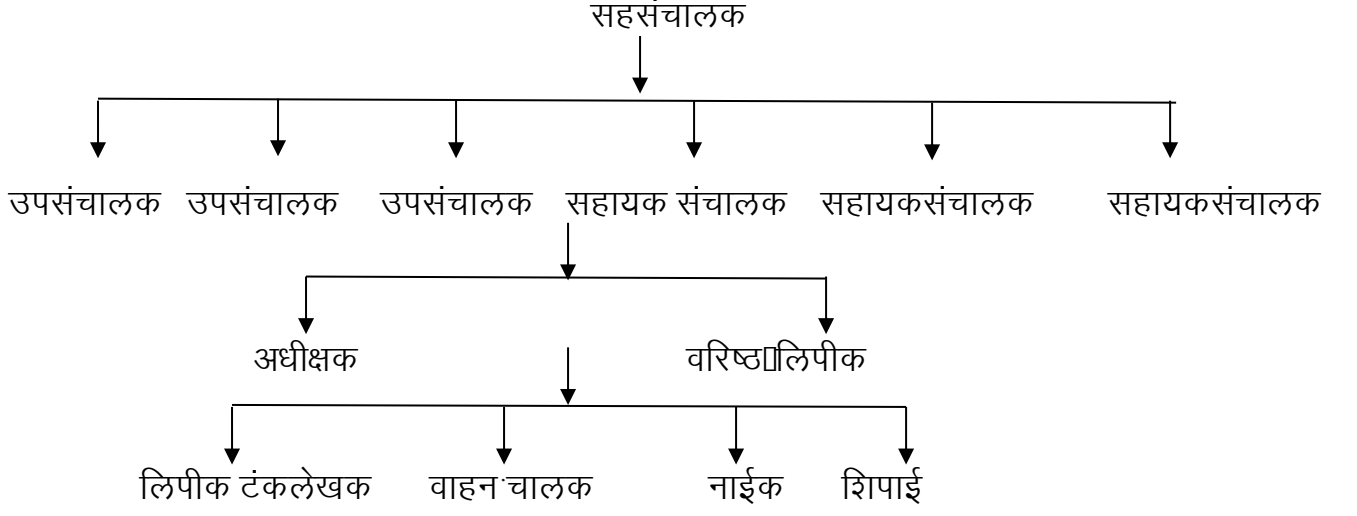 सहसंचालक
उपसंचालक उपसंचालक उपसंचालक सहायक संचालक सहायकसंचालक सहायकसंचालक
अधीक्षक वरिष्ठ लिपीक
लिपीक टंकलेखक वाहन चालक नाईक शिपाई